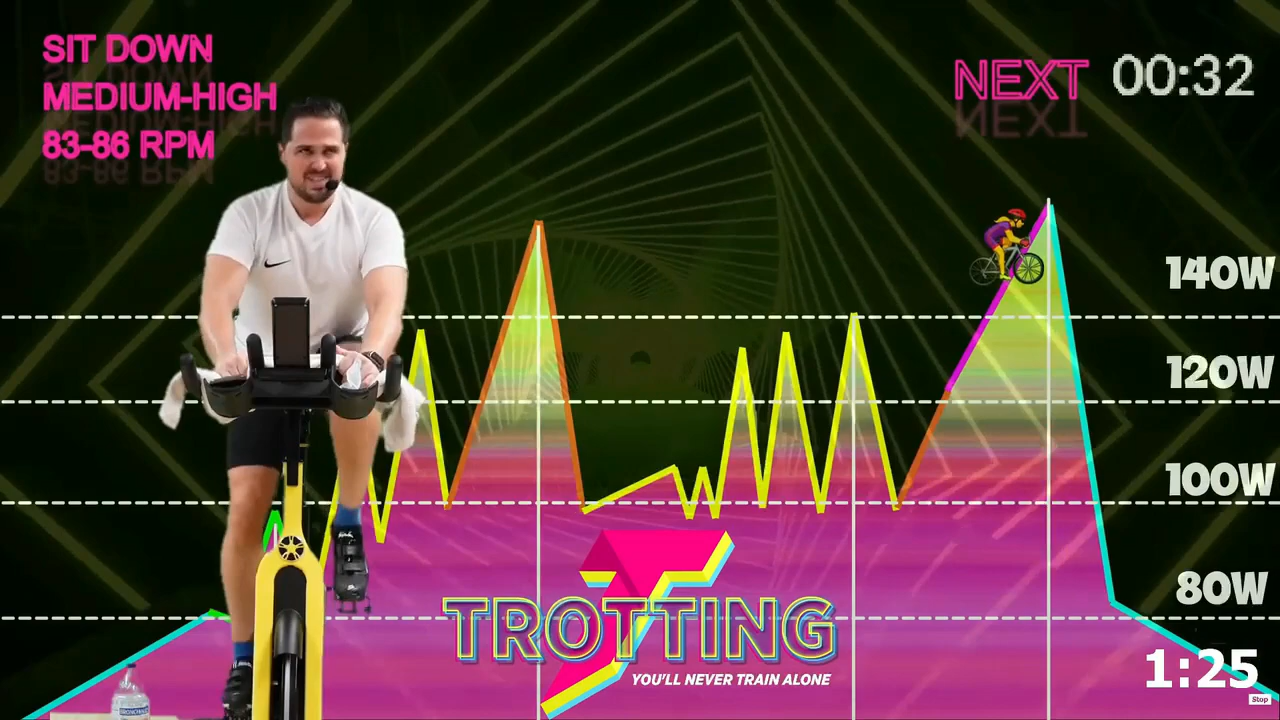 SIT DOWN
MEDIUM-HIGH
83-86 RPM
NEXT 00:32
140W
120W
100W
80W
TROTTING
YOU'LL NEVER TRAIN ALONE
1:25
Stop